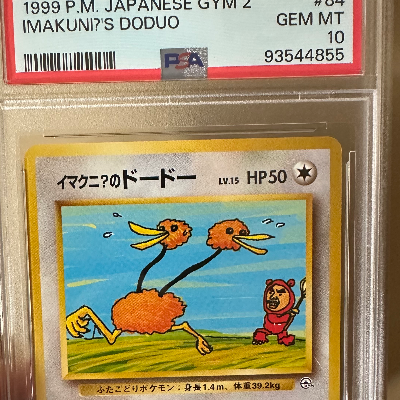 1999 P.M. JAPANESE GYM 2 #84
IMAKUNI?'S DODUO GEM MT
PSA 10
93544855
イマクニ?のドードー LV.15 HP50
ふたごどりポケモン:身長1.4m、体重39.2kg